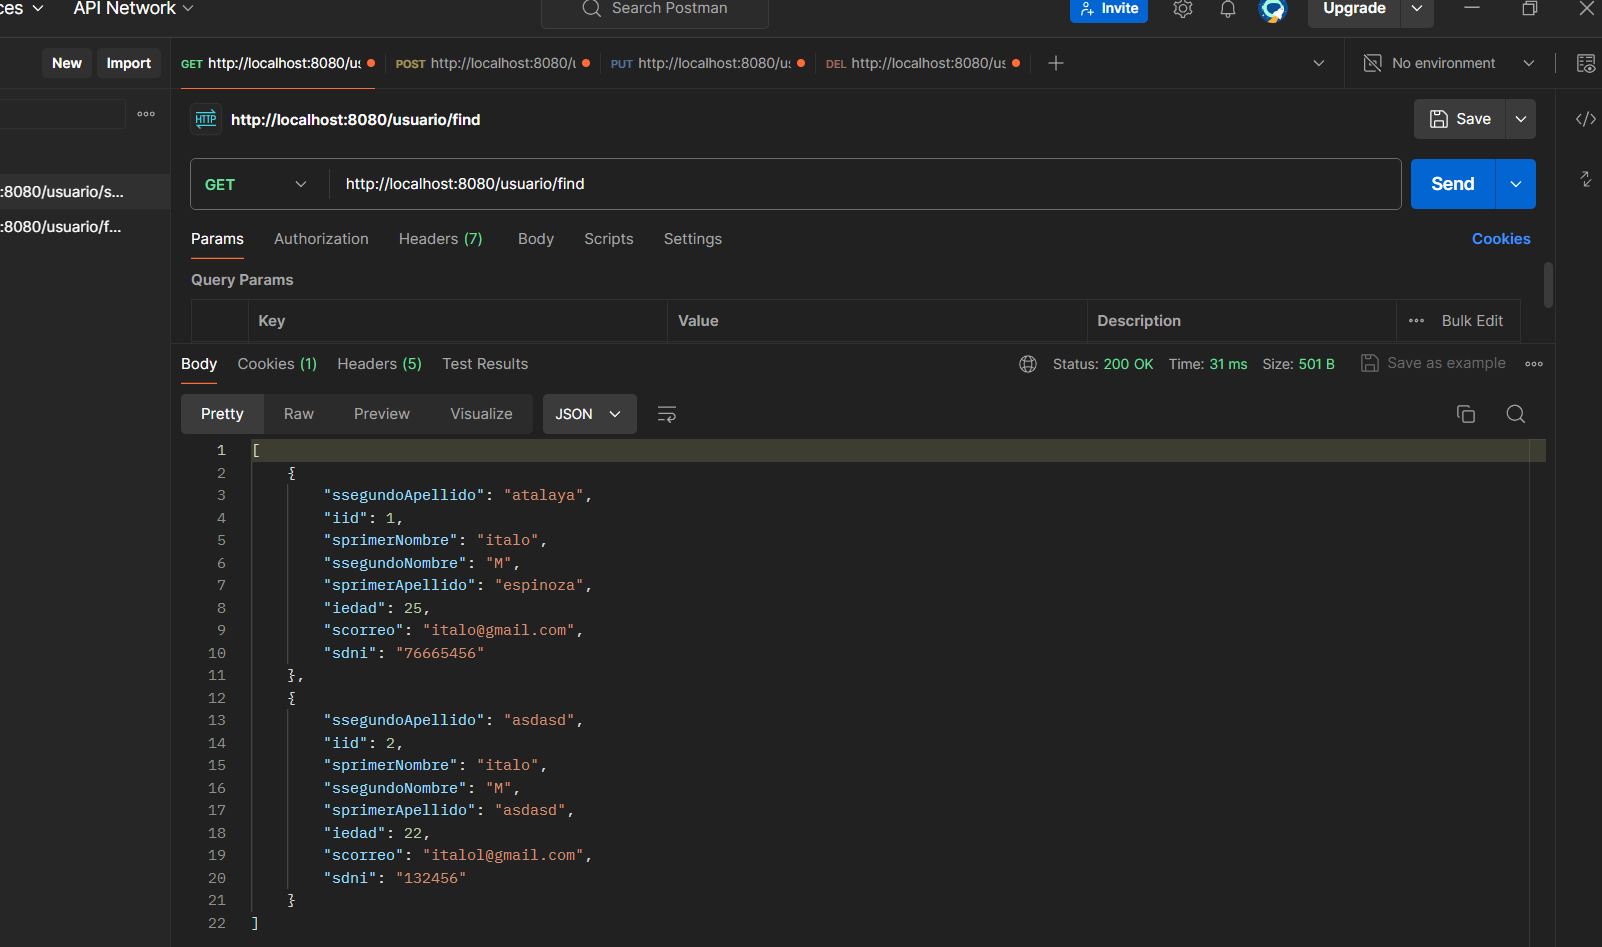 ces API Network Search Postman Invite Upgrade
New Import GET http://localhost:8080/us POST http://localhost:8080/u PUT http://localhost:8080/us DEL http://localhost:8080/us No environment
HTTP http://localhost:8080/usuario/find Save
GET http://localhost:8080/usuario/find Send
:8080/usuario/s...
:8080/usuario/f...
Params Authorization Headers (7) Body Scripts Settings Cookies
Query Params
Key Value Description Bulk Edit
Body Cookies (1) Headers (5) Test Results Status: 200 OK Time: 31 ms Size: 501 B Save as example
Pretty Raw Preview Visualize JSON
1 [
2 {
3 "ssegundoApellido": "atalaya",
4 "iid": 1,
5 "sprimerNombre": "italo",
6 "ssegundoNombre": "M",
7 "sprimerApellido": "espinoza",
8 "iedad": 25,
9 "scorreo": "italo@gmail.com",
10 "sdni": "76665456"
11 },
12 {
13 "ssegundoApellido": "asdasd",
14 "iid": 2,
15 "sprimerNombre": "italo",
16 "ssegundoNombre": "M",
17 "sprimerApellido": "asdasd",
18 "iedad": 22,
19 "scorreo": "italol@gmail.com",
20 "sdni": "132456"
21 }
22 ]